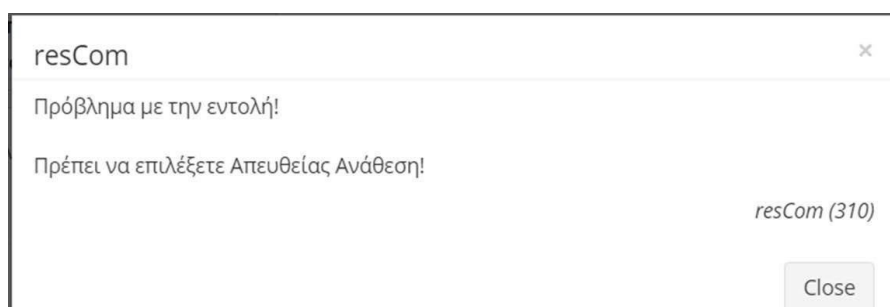 resCom
×
Πρόβλημα με την εντολή!
Πρέπει να επιλέξετε Απευθείας Ανάθεση!
resCom (310)
Close